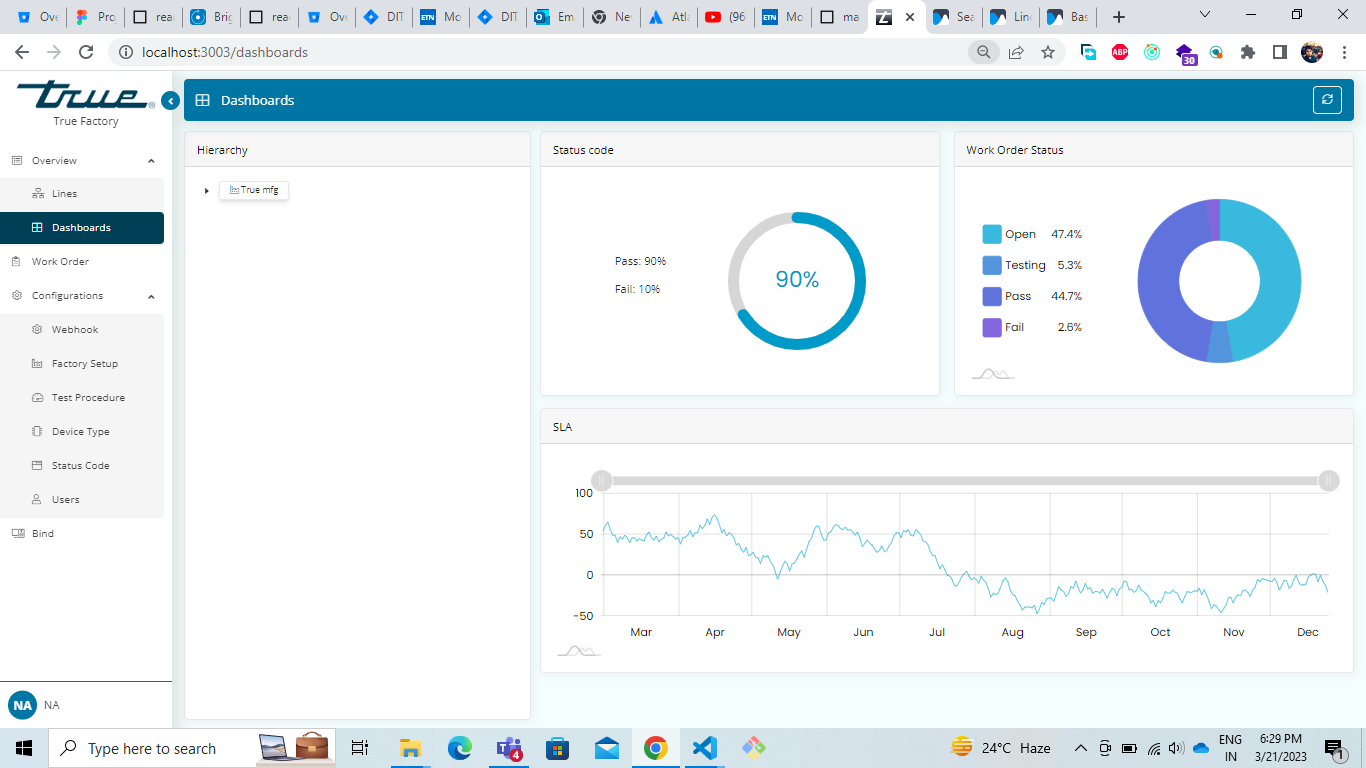 Ove
Pro
reac
Brig
reac
Ove
DIT
Mo
DIT
Em
Nev
Atla
(96
Mo
ma
Sea
Line
Bas
localhost:3003/dashboards
ABP
30
true
True Factory
Dashboards
Overview
Lines
Dashboards
Work Order
Configurations
Webhook
Factory Setup
Test Procedure
Device Type
Status Code
Users
Bind
NA NA
Hierarchy
True mfg
Status code
Pass: 90%
Fail: 10%
90%
Work Order Status
Open 47.4%
Testing 5.3%
Pass 44.7%
Fail 2.6%
SLA
100
50
0
-50
Mar Apr May Jun Jul Aug Sep Oct Nov Dec
Type here to search
4
24°C Haze
ENG
IN
6:29 PM
3/21/2023
1